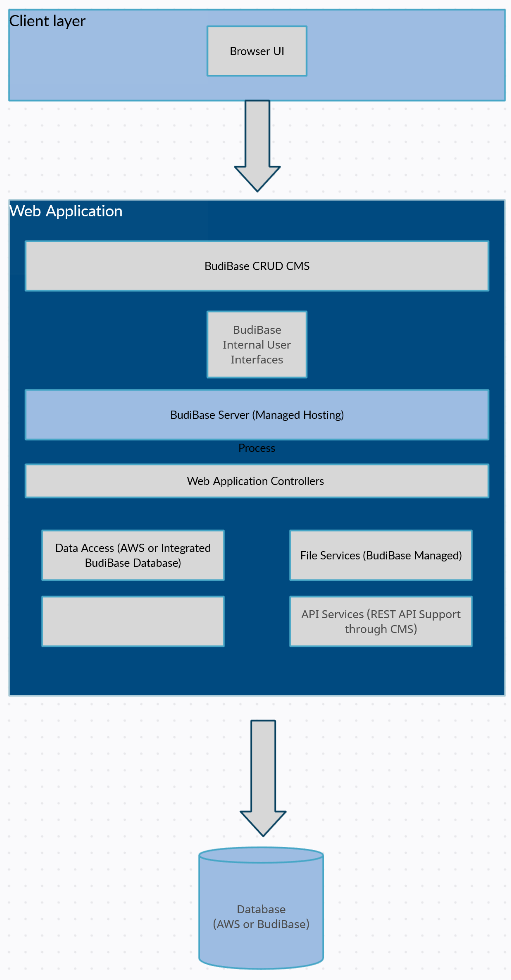 Client layer
Browser UI
Web Application
BudiBase CRUD CMS
BudiBase
Internal User
Interfaces
BudiBase Server (Managed Hosting)
Process
Web Application Controllers
Data Access (AWS or Integrated
BudiBase Database)
File Services (BudiBase Managed)
API Services (REST API Support
through CMS)
Database
(AWS or BudiBase)